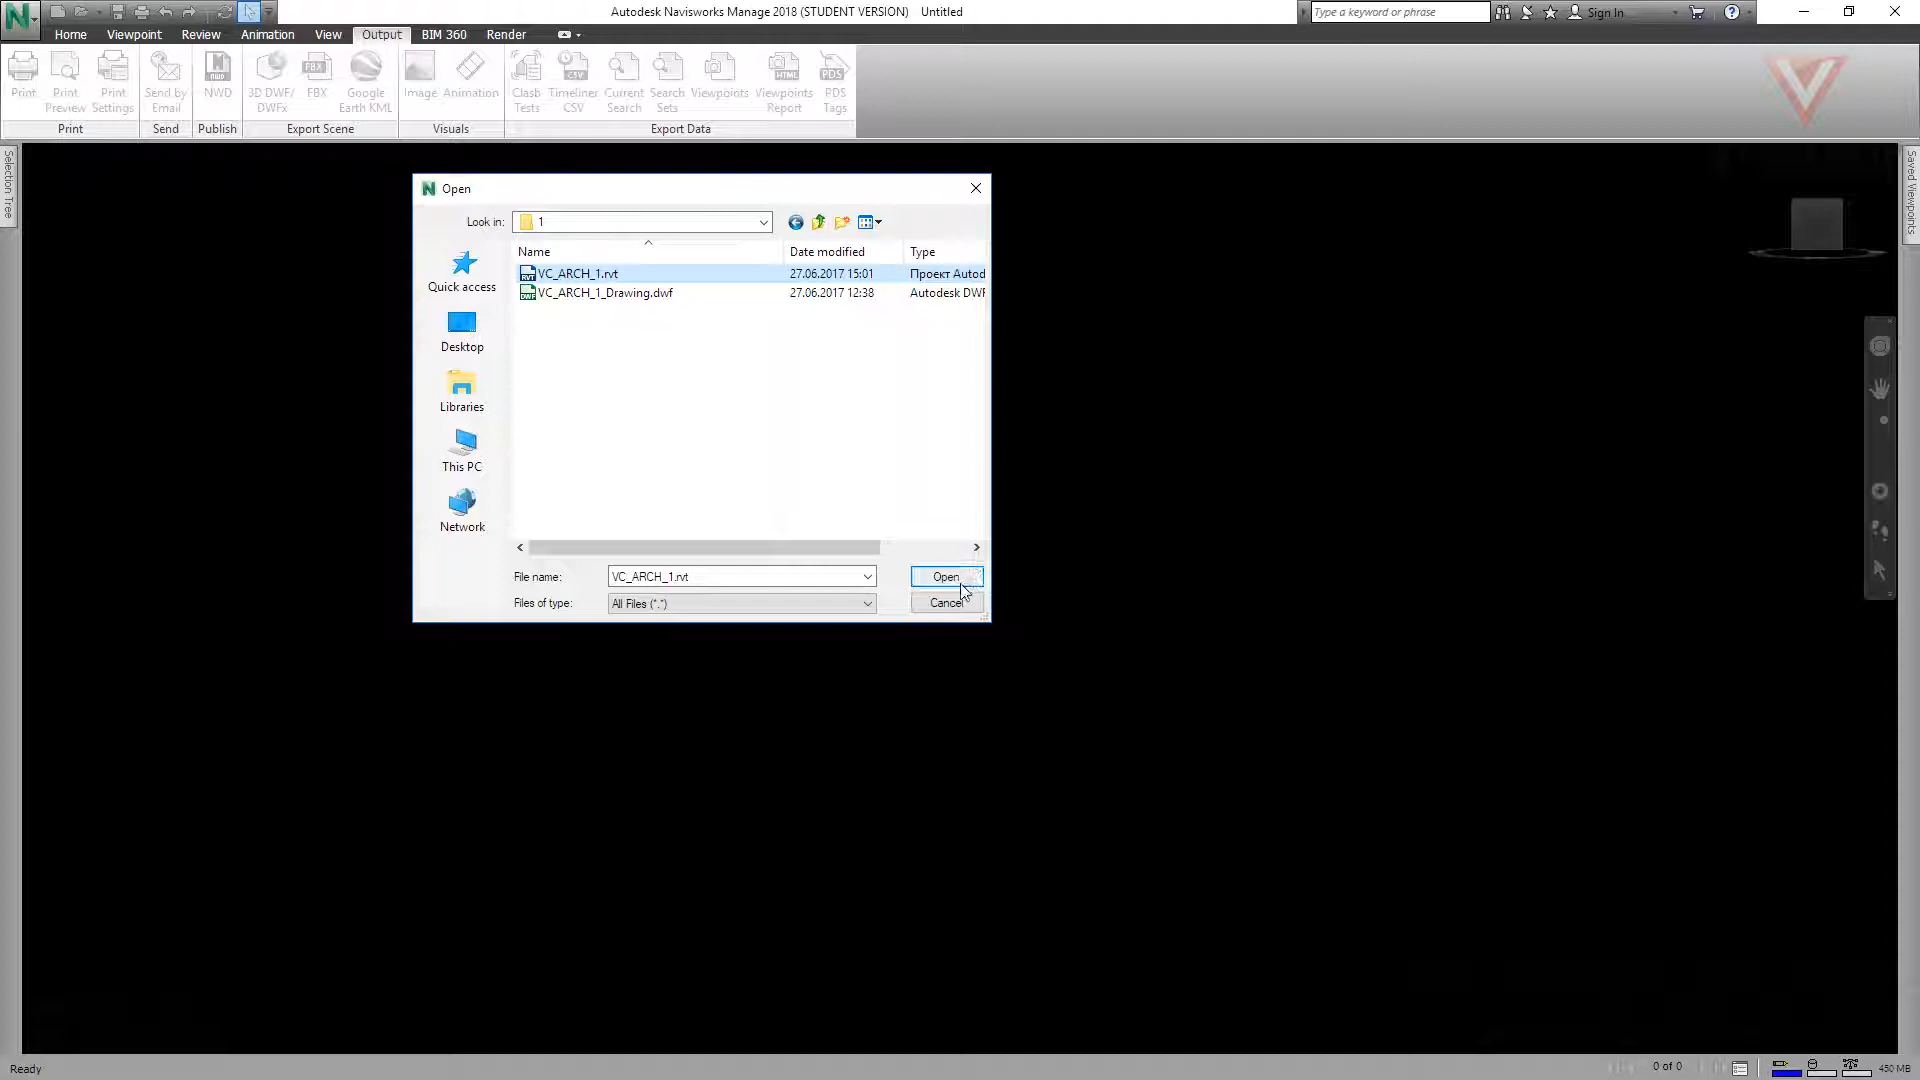 Autodesk Navisworks Manage 2018 (STUDENT VERSION) Untitled
Type a keyword or phrase
Sign In
Home Viewpoint Review Animation View Output BIM 360 Render
Print
Print Preview
Print Settings
Send by Email
NWD
3D DWF/ DWFx
FBX
Google Earth KML
Image
Animation
Clash Tests
Timeliner CSV
Current Search
Search Sets
Viewpoints
Viewpoints Report
PDS Tags
Print Send Publish Export Scene Visuals Export Data
Selection Tree
Saved Viewpoints
Open
Look in: 1
Name Date modified Type
VC_ARCH_1.rvt 27.06.2017 15:01 Проект Autod
VC_ARCH_1_Drawing.dwf 27.06.2017 12:38 Autodesk DWF
Quick access
Desktop
Libraries
This PC
Network
File name: VC_ARCH_1.rvt Open
Files of type: All Files (*.*) Cancel
Ready 0 of 0 450 MB